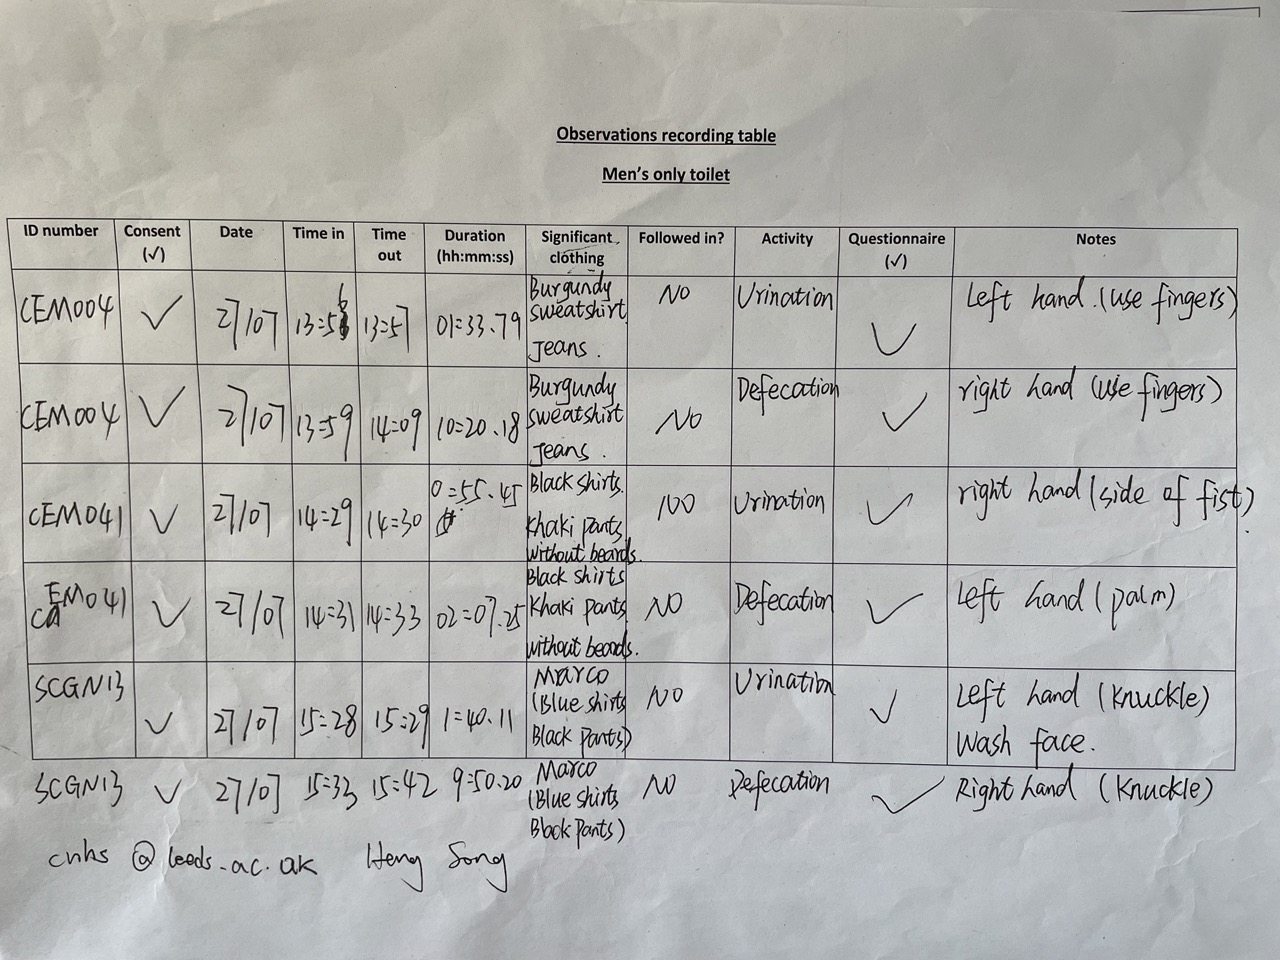 Observations recording table
Men's only toilet
ID number Consent (√) Date Time in Time out Duration (hh:mm:ss) Significant clothing Followed in? Activity Questionnaire (√) Notes
CEM004 ✓ 27/07 13=56 13=57 01=33.79 Burgundy sweatshirt Jeans. NO Urination ✓ Left hand.(use fingers)
CEM004 ✓ 27/07 13=59 14=09 10=20.18 Burgundy sweatshirt Jeans. NO Defecation ✓ right hand (use fingers)
CEM041 ✓ 27/07 14=29 14=30 0=55.45 Black shirts. Khaki pants without beards. NO Urination ✓ right hand (side of fist)
CEM041 ✓ 27/07 14=31 14=33 02=07.25 Black shirts Khaki pants without beards. NO Defecation ✓ Left hand (palm)
SCGN13 ✓ 27/07 15=28 15=29 1=40.11 Marco (Blue shirts Black pants) NO Urination ✓ Left hand (Knuckle) Wash face.
SCGN13 ✓ 27/07 15=33 15=42 9=50.20 Marco (Blue shirts Black Pants) NO Defecation ✓ Right hand (Knuckle)
cnhs @leeds.ac.uk Heng Song